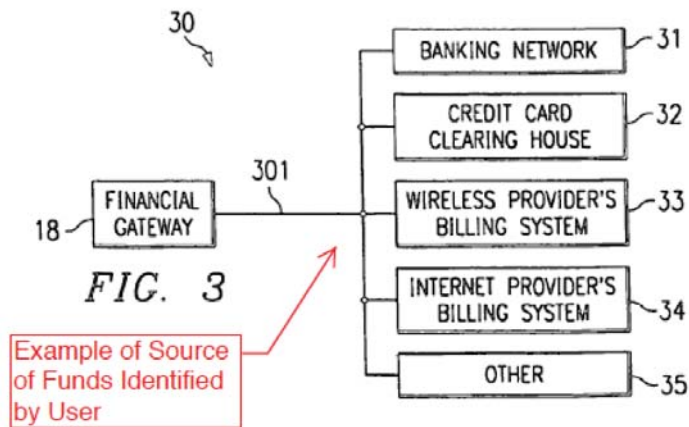 30
BANKING NETWORK
31
CREDIT CARD
CLEARING HOUSE
32
301
FINANCIAL
GATEWAY
18
WIRELESS PROVIDER'S
BILLING SYSTEM
33
FIG. 3
INTERNET PROVIDER'S
BILLING SYSTEM
34
Example of Source
of Funds Identified
by User
OTHER
35